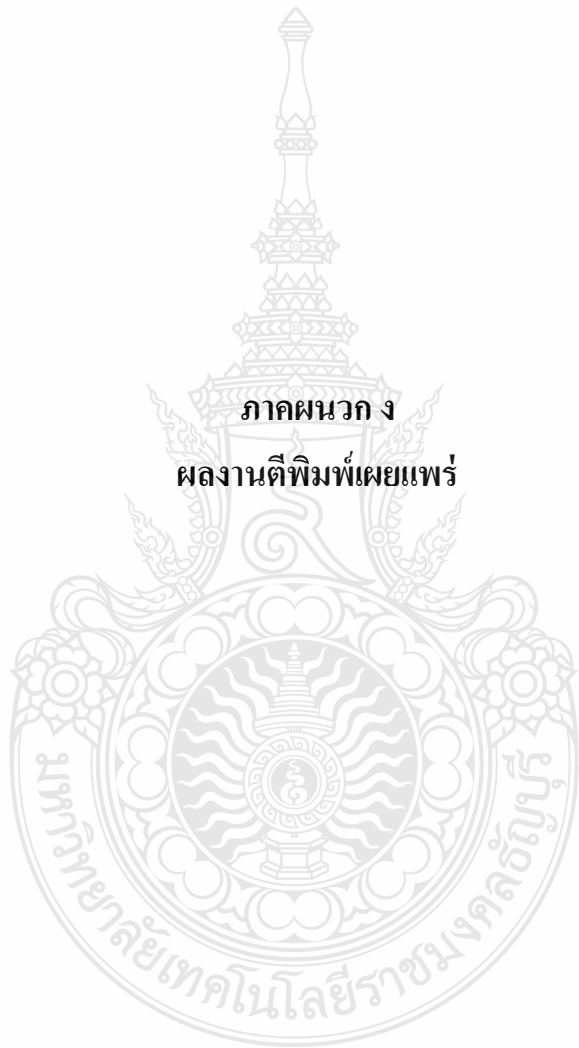 ภาคผนวก ง
ผลงานตีพิมพ์เผยแพร่
มหาวิทยาลัยเทคโนโลยีราชมงคลธัญบุรี